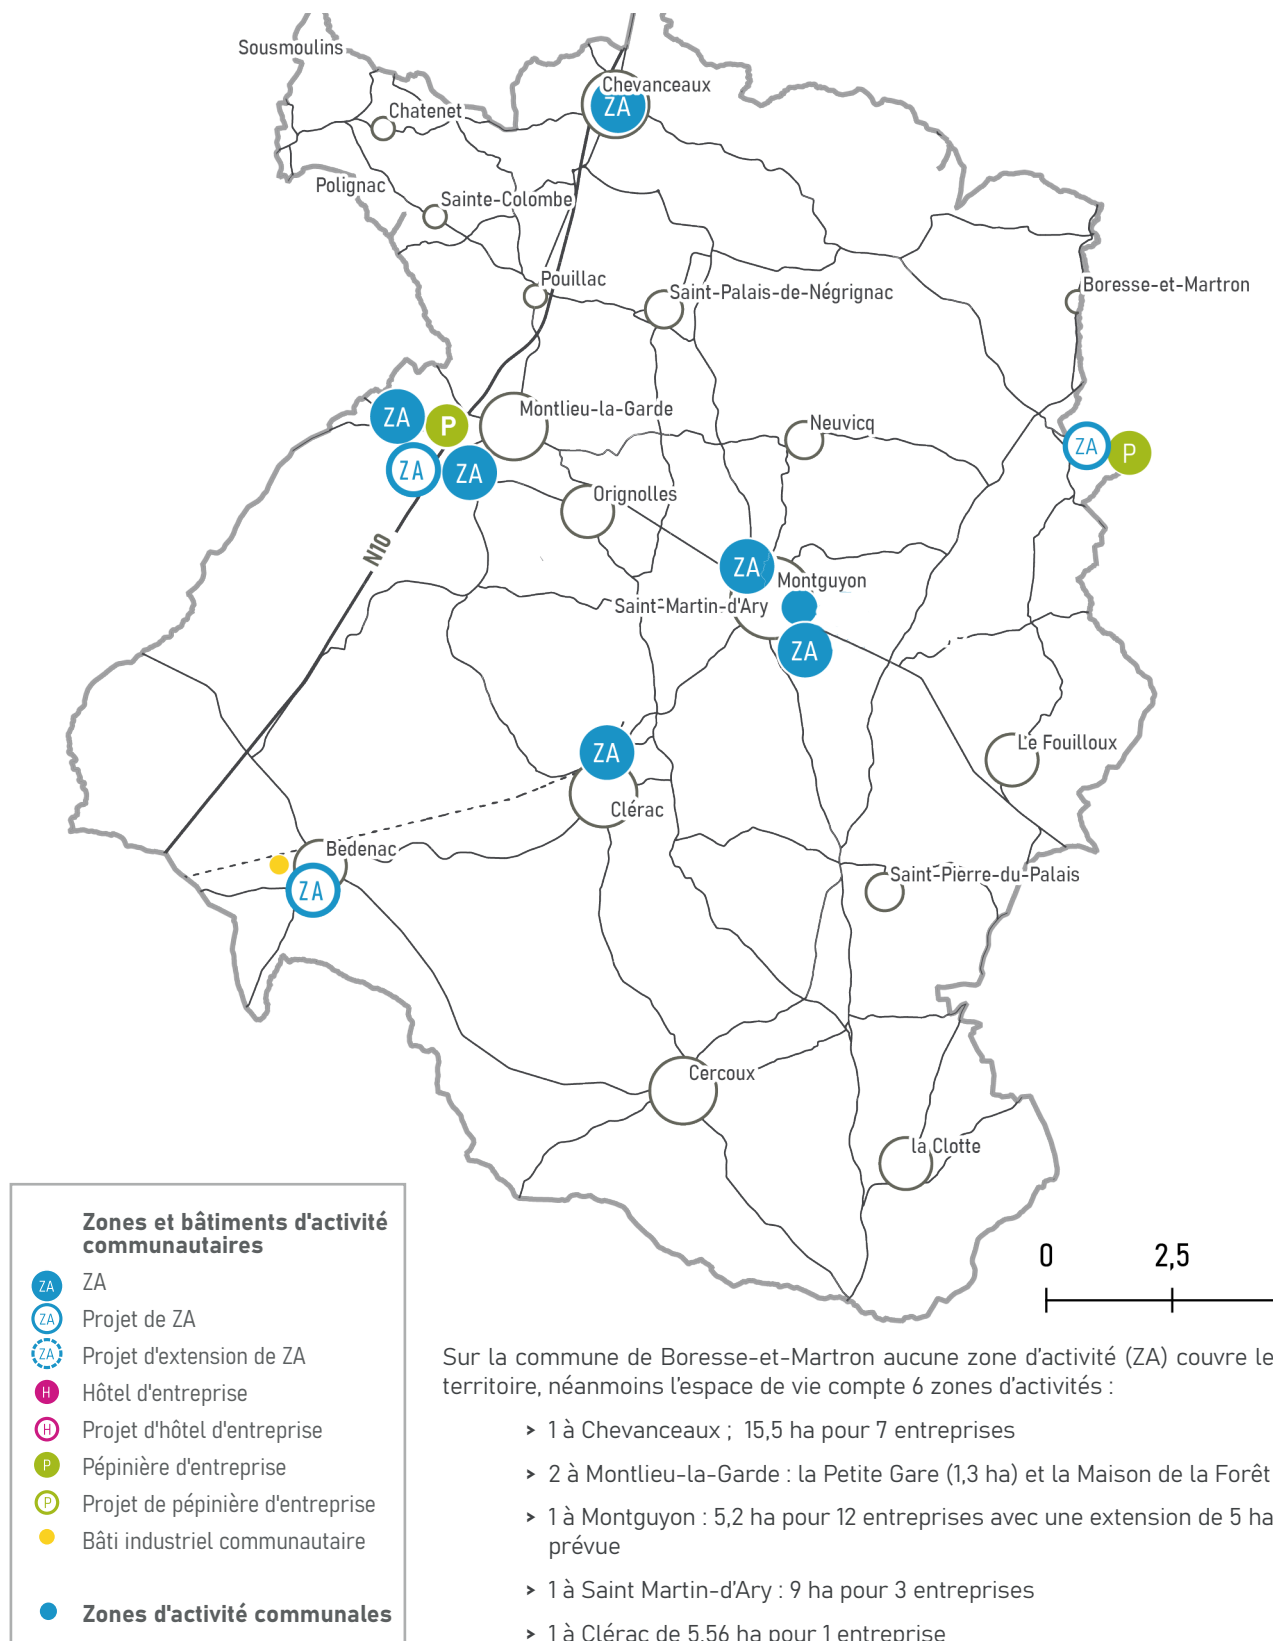 Sousmoulins
Chevanceaux
ZA
Chatenet
Polignac
Sainte-Colombe
Pouillac
Saint-Palais-de-Négrignac
Boresse-et-Martron
ZA
P
Montlieu-la-Garde
Neuvicq
ZA
P
ZA
ZA
Orignolles
N10
ZA
Montguyon
Saint-Martin-d'Ary
ZA
Le Fouilloux
ZA
Clérac
Bedenac
ZA
Saint-Pierre-du-Palais
Cercoux
la Clotte
Zones et bâtiments d'activité
communautaires
ZA ZA
ZA Projet de ZA
ZA Projet d'extension de ZA
H Hôtel d'entreprise
H Projet d'hôtel d'entreprise
P Pépinière d'entreprise
P Projet de pépinière d'entreprise
Bâti industriel communautaire
Zones d'activité communales
0 2,5
Sur la commune de Boresse-et-Martron aucune zone d’activité (ZA) couvre le
territoire, néanmoins l’espace de vie compte 6 zones d’activités :
> 1 à Chevanceaux ; 15,5 ha pour 7 entreprises
> 2 à Montlieu-la-Garde : la Petite Gare (1,3 ha) et la Maison de la Forêt
> 1 à Montguyon : 5,2 ha pour 12 entreprises avec une extension de 5 ha
prévue
> 1 à Saint Martin-d’Ary : 9 ha pour 3 entreprises
> 1 à Clérac de 5,56 ha pour 1 entreprise